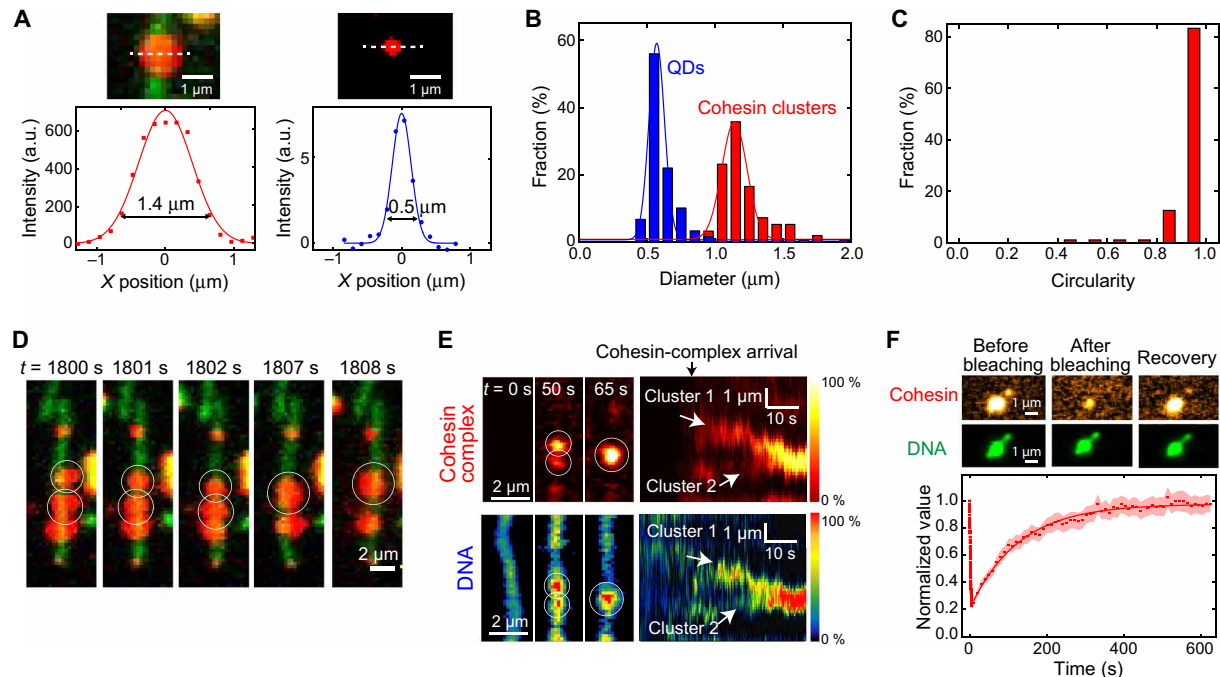 A
1 μm
1 μm
Intensity (a.u.)
600
400
200
0
1.4 μm
−1
0
1
X position (μm)
Intensity (a.u.)
5
0
0.5 μm
−1
0
1
X position (μm)
B
Fraction (%)
60
40
20
0
QDs
Cohesin clusters
0.0
0.5
1.0
1.5
2.0
Diameter (μm)
C
Fraction (%)
80
60
40
20
0
0.0
0.2
0.4
0.6
0.8
1.0
Circularity
D
t = 1800 s
1801 s
1802 s
1807 s
1808 s
2 μm
E
Cohesin-complex arrival
Cohesin
complex
t = 0 s
50 s
65 s
2 μm
Cluster 1
1 μm
10 s
Cluster 2
100 %
0 %
DNA
2 μm
Cluster 1
1 μm
10 s
Cluster 2
100 %
0 %
F
Before
bleaching
After
bleaching
Recovery
Cohesin
1 μm
1 μm
1 μm
DNA
1 μm
Normalized value
1.0
0.8
0.6
0.4
0.2
0.0
0
200
400
600
Time (s)